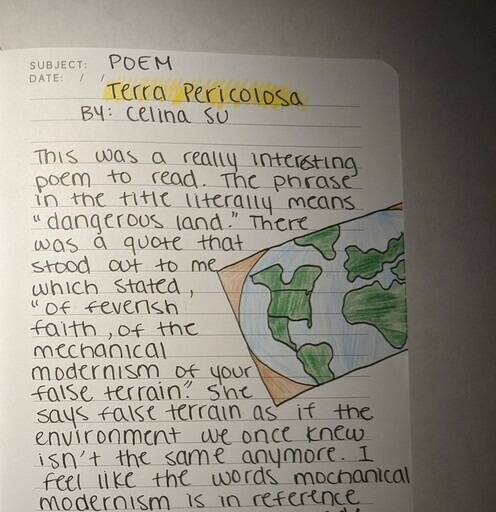 SUBJECT: POEM
DATE: / /
Terra Pericolosa
BY: Celina Su
This was a really interesting
poem to read. The phrase
in the title literally means
"dangerous land." There
was a quote that
stood out to me
which stated,
"of feverish
faith, of the
mechanical
modernism of your
false terrain." She
says false terrain as if the
environment we once knew
isn't the same anymore. I
feel like the words mochanical
modernism is in reference